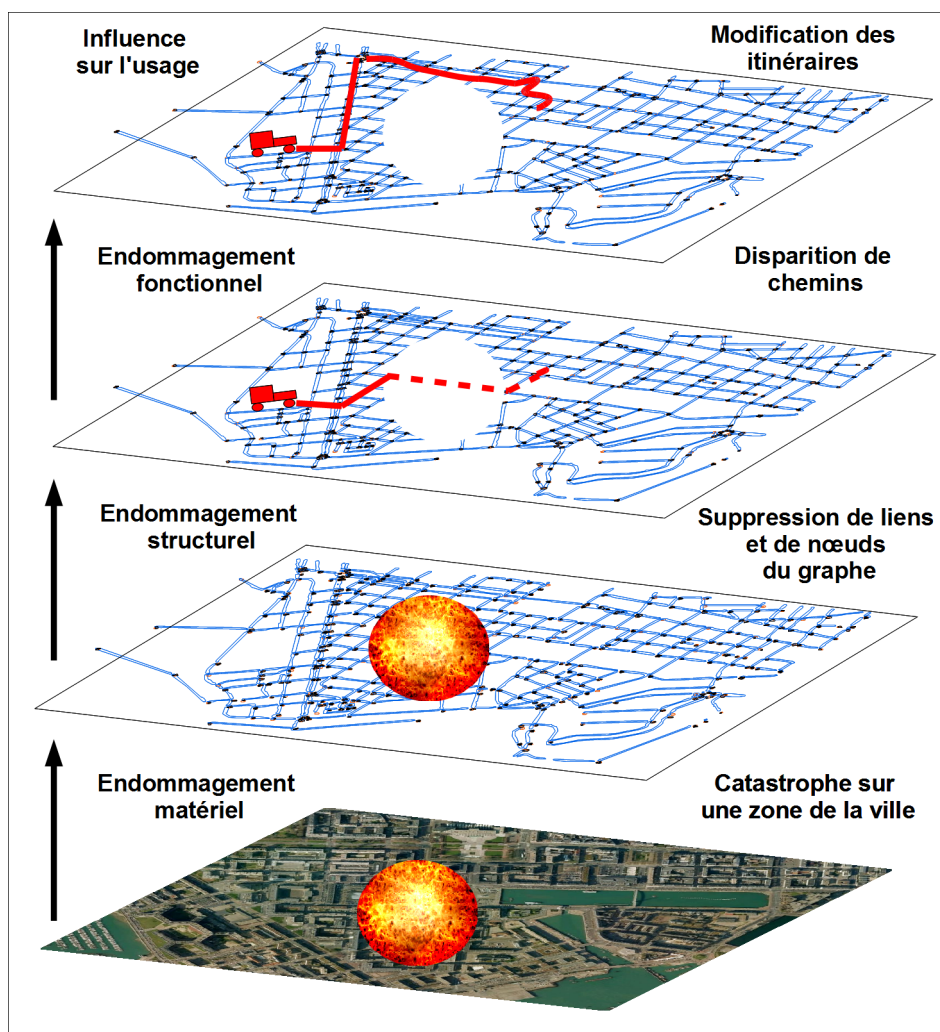 Influence
sur l'usage
Modification des
itinéraires
Endommagement
fonctionnel
Disparition de
chemins
Endommagement
structurel
Suppression de liens
et de nœuds
du graphe
Endommagement
matériel
Catastrophe sur
une zone de la ville